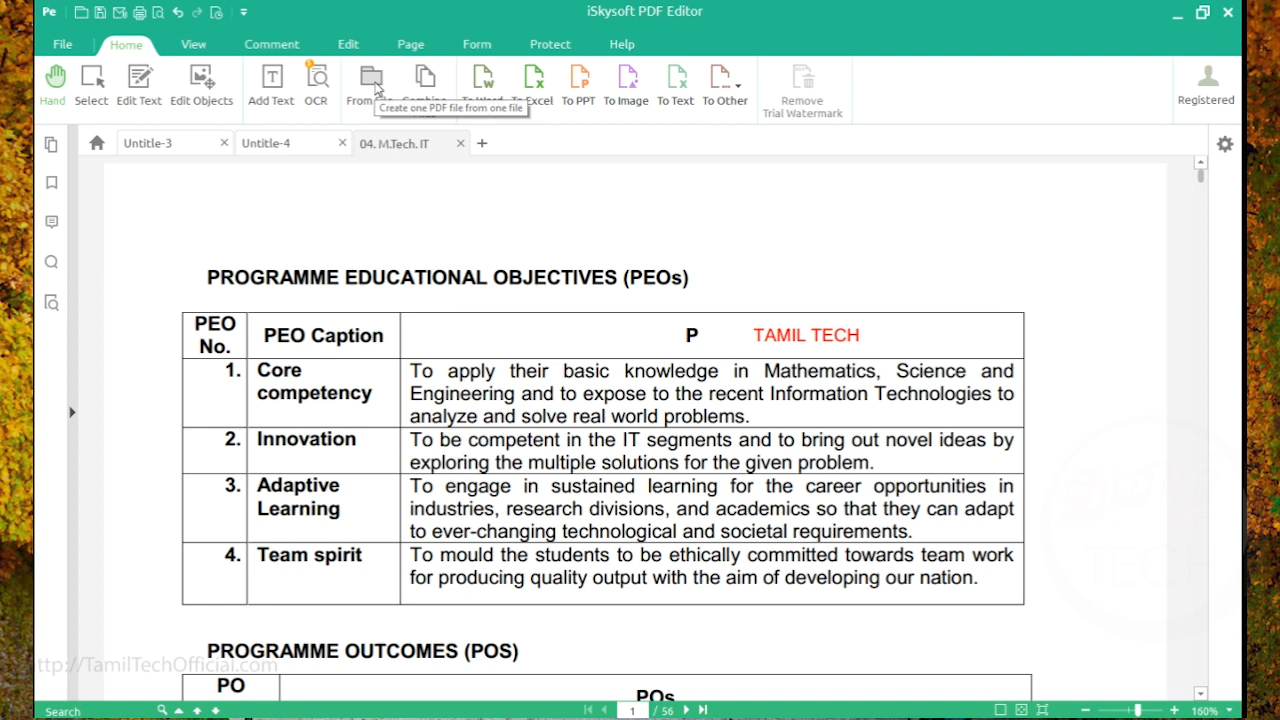 Pe
iSkysoft PDF Editor
File Home View Comment Edit Page Form Protect Help
Hand Select Edit Text Edit Objects Add Text OCR To PPT To Image To Text To Other Remove Trial Watermark Registered
Create one PDF file from one file
Untitle-3 Untitle-4 04. M.Tech. IT
PROGRAMME EDUCATIONAL OBJECTIVES (PEOs)
PEO No. PEO Caption P TAMIL TECH
1. Core competency
To apply their basic knowledge in Mathematics, Science and
Engineering and to expose to the recent Information Technologies to
analyze and solve real world problems.
2. Innovation
To be competent in the IT segments and to bring out novel ideas by
exploring the multiple solutions for the given problem.
3. Adaptive Learning
To engage in sustained learning for the career opportunities in
industries, research divisions, and academics so that they can adapt
to ever-changing technological and societal requirements.
4. Team spirit
To mould the students to be ethically committed towards team work
for producing quality output with the aim of developing our nation.
PROGRAMME OUTCOMES (POS)
http://TamilTechOfficial.com
PO
POs
TECH
Search 1 / 56 160%